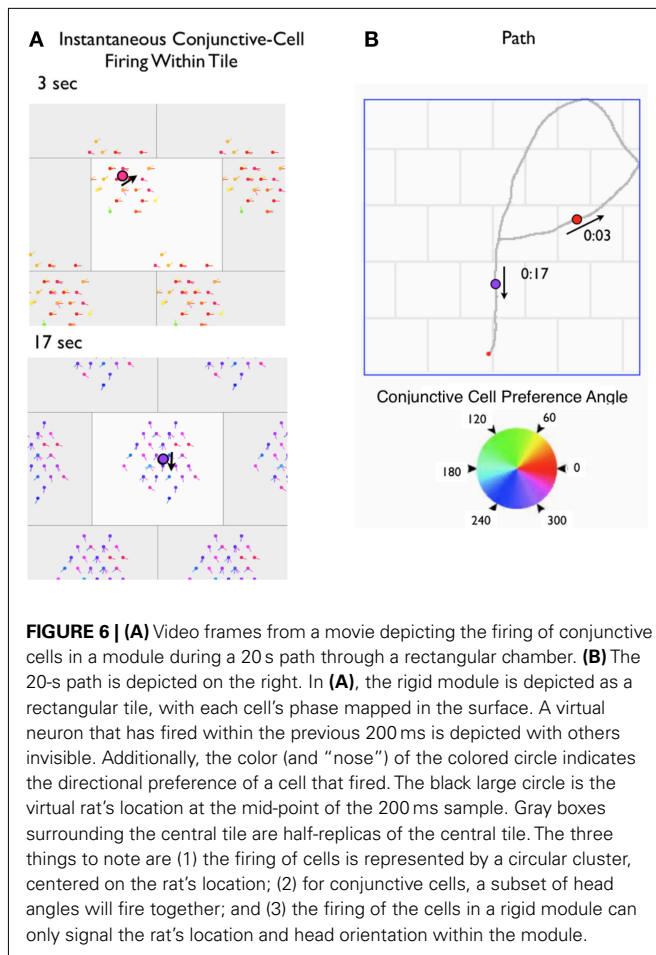 A Instantaneous Conjunctive-Cell
Firing Within Tile
3 sec
17 sec
B Path
0:03
0:17
Conjunctive Cell Preference Angle
120 60
180 0
240 300
FIGURE 6 | (A) Video frames from a movie depicting the firing of conjunctive
cells in a module during a 20 s path through a rectangular chamber. (B) The
20-s path is depicted on the right. In (A), the rigid module is depicted as a
rectangular tile, with each cell's phase mapped in the surface. A virtual
neuron that has fired within the previous 200 ms is depicted with others
invisible. Additionally, the color (and “nose”) of the colored circle indicates
the directional preference of a cell that fired. The black large circle is the
virtual rat's location at the mid-point of the 200 ms sample. Gray boxes
surrounding the central tile are half-replicas of the central tile. The three
things to note are (1) the firing of cells is represented by a circular cluster,
centered on the rat's location; (2) for conjunctive cells, a subset of head
angles will fire together; and (3) the firing of the cells in a rigid module can
only signal the rat's location and head orientation within the module.